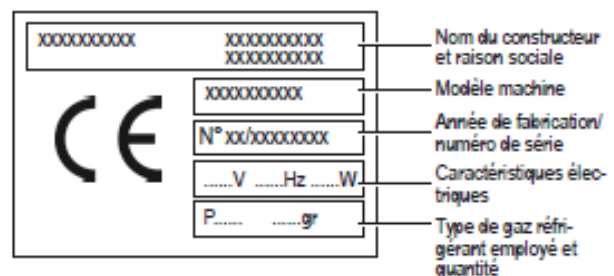 XXXXXXXXXX XXXXXXXXXX
XXXXXXXXXX
Nom du constructeur
et raison sociale
XXXXXXXXXX
Modèle machine
CE
N° xx/xxxxxxxx
Année de fabrication/
numéro de série
.......V .......Hz .......W
Caractéristiques élec-
triques
P....... .......gr
Type de gaz réfri-
gérant employé et
quantité